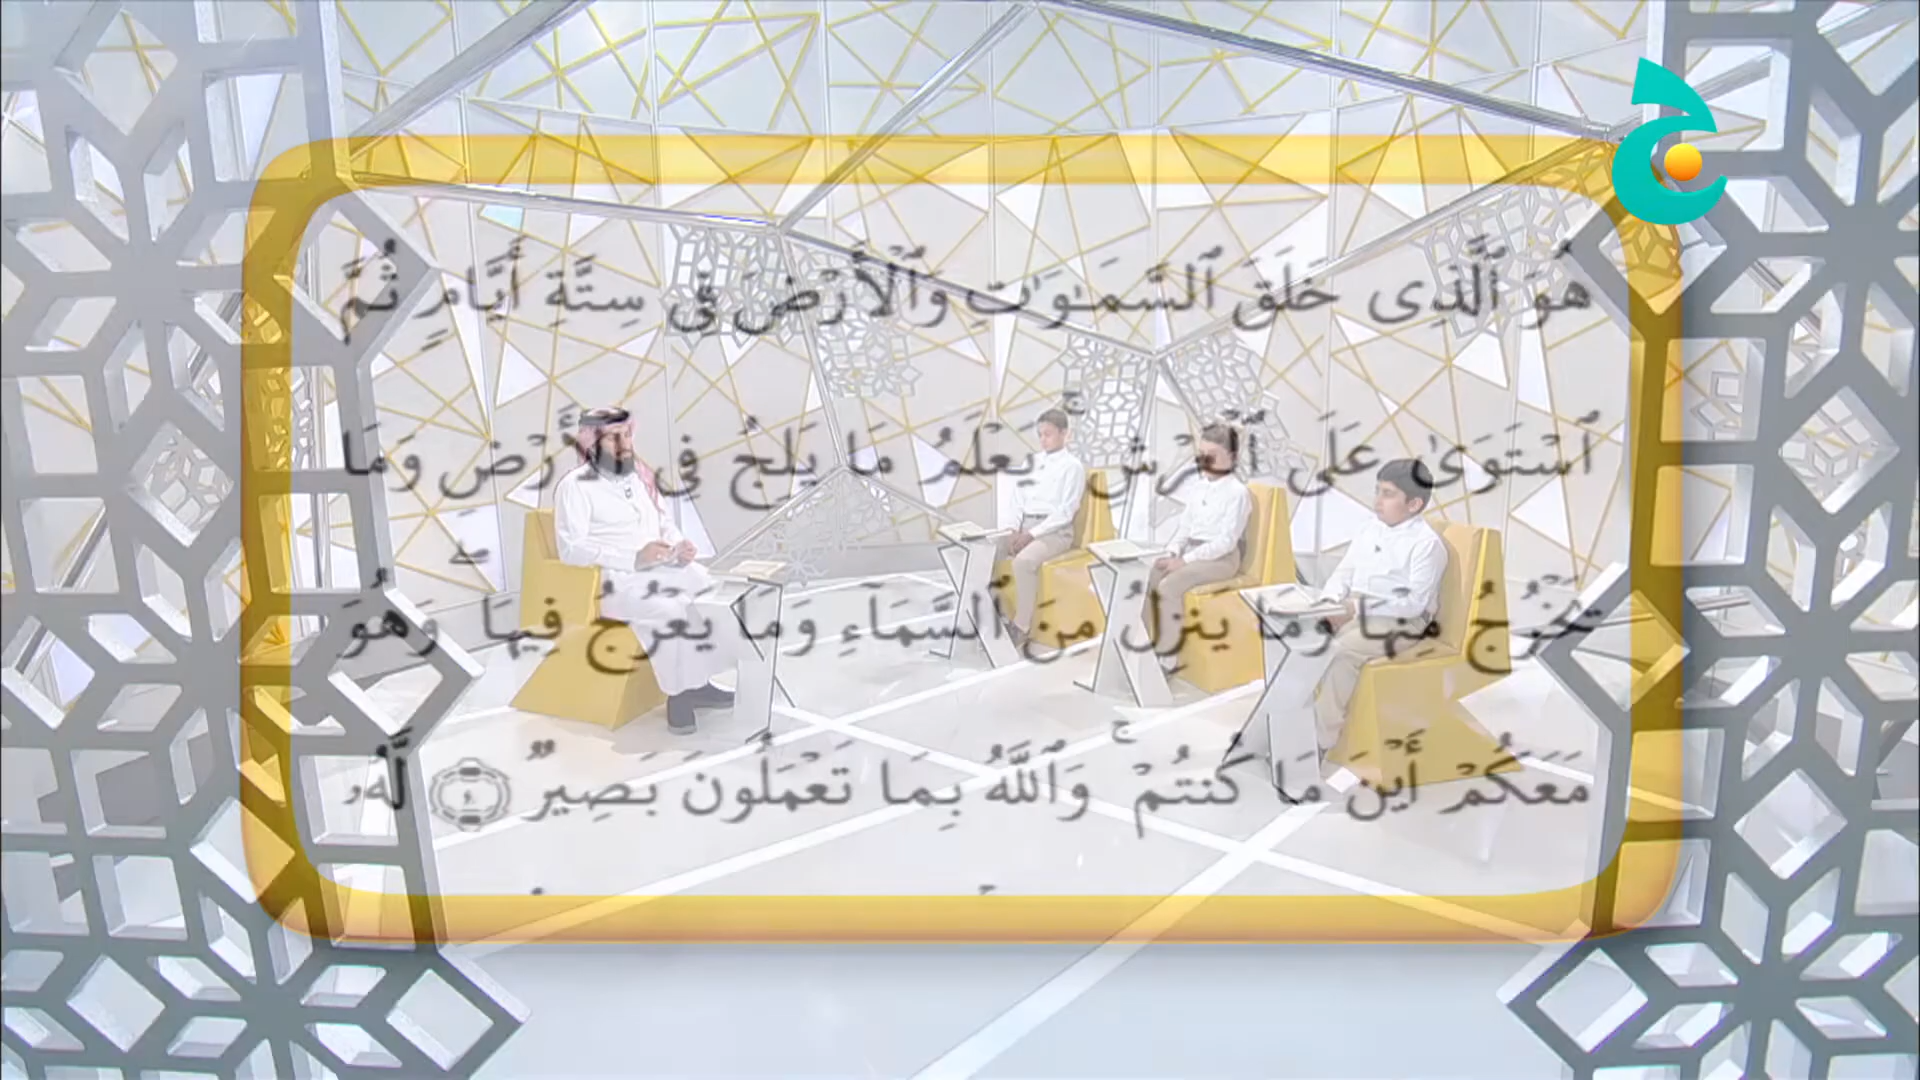 هُوَ ٱلَّذِى خَلَقَ ٱلسَّمَـٰوَٰتِ وَٱلْأَرْضَ فِى سِتَّةِ أَيَّامٍ ثُمَّ
ٱسْتَوَىٰ عَلَى ٱلْعَرْشِ ۚ يَعْلَمُ مَا يَلِجُ فِى ٱلْأَرْضِ وَمَا
يَخْرُجُ مِنْهَا وَمَا يَنزِلُ مِنَ ٱلسَّمَآءِ وَمَا يَعْرُجُ فِيهَا ۖ وَهُوَ
مَعَكُمْ أَيْنَ مَا كُنتُمْ ۚ وَٱللَّهُ بِمَا تَعْمَلُونَ بَصِيرٌ ۝٤ لَّهُۥ